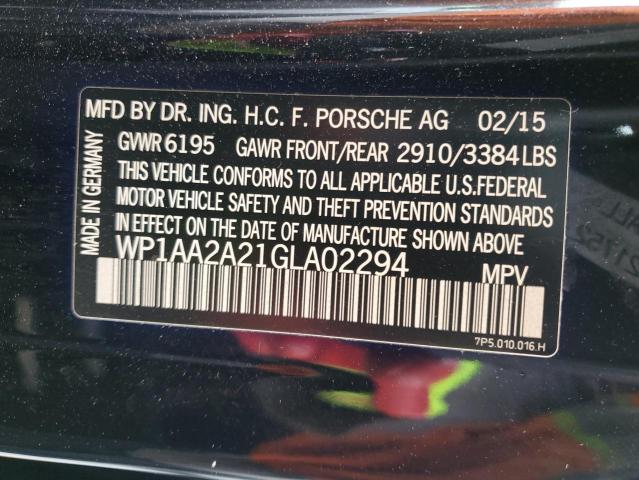 MFD BY DR. ING. H.C. F. PORSCHE AG 02/15
GVWR 6195 GAWR FRONT/REAR 2910/3384 LBS
THIS VEHICLE CONFORMS TO ALL APPLICABLE U.S. FEDERAL
MOTOR VEHICLE SAFETY AND THEFT PREVENTION STANDARDS
IN EFFECT ON THE DATE OF MANUFACTURE SHOWN ABOVE
WP1AA2A21GLA02294 MPV
7P5.010.016.H
MADE IN GERMANY